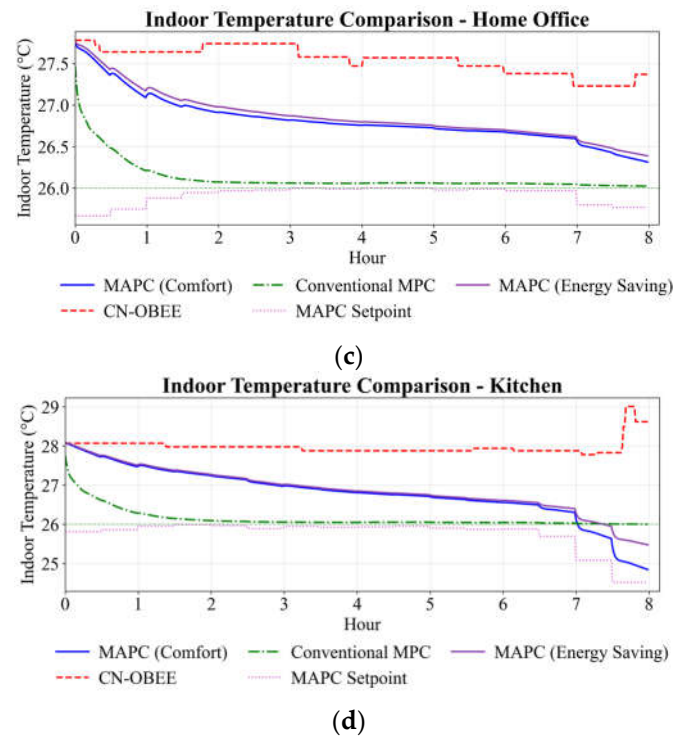 Indoor Temperature Comparison - Home Office
Indoor Temperature (°C)
27.5
27.0
26.5
26.0
0 1 2 3 4 5 6 7 8
Hour
MAPC (Comfort) Conventional MPC MAPC (Energy Saving)
CN-OBEE MAPC Setpoint
(c)
Indoor Temperature Comparison - Kitchen
Indoor Temperature (°C)
29
28
27
26
25
0 1 2 3 4 5 6 7 8
Hour
MAPC (Comfort) Conventional MPC MAPC (Energy Saving)
CN-OBEE MAPC Setpoint
(d)